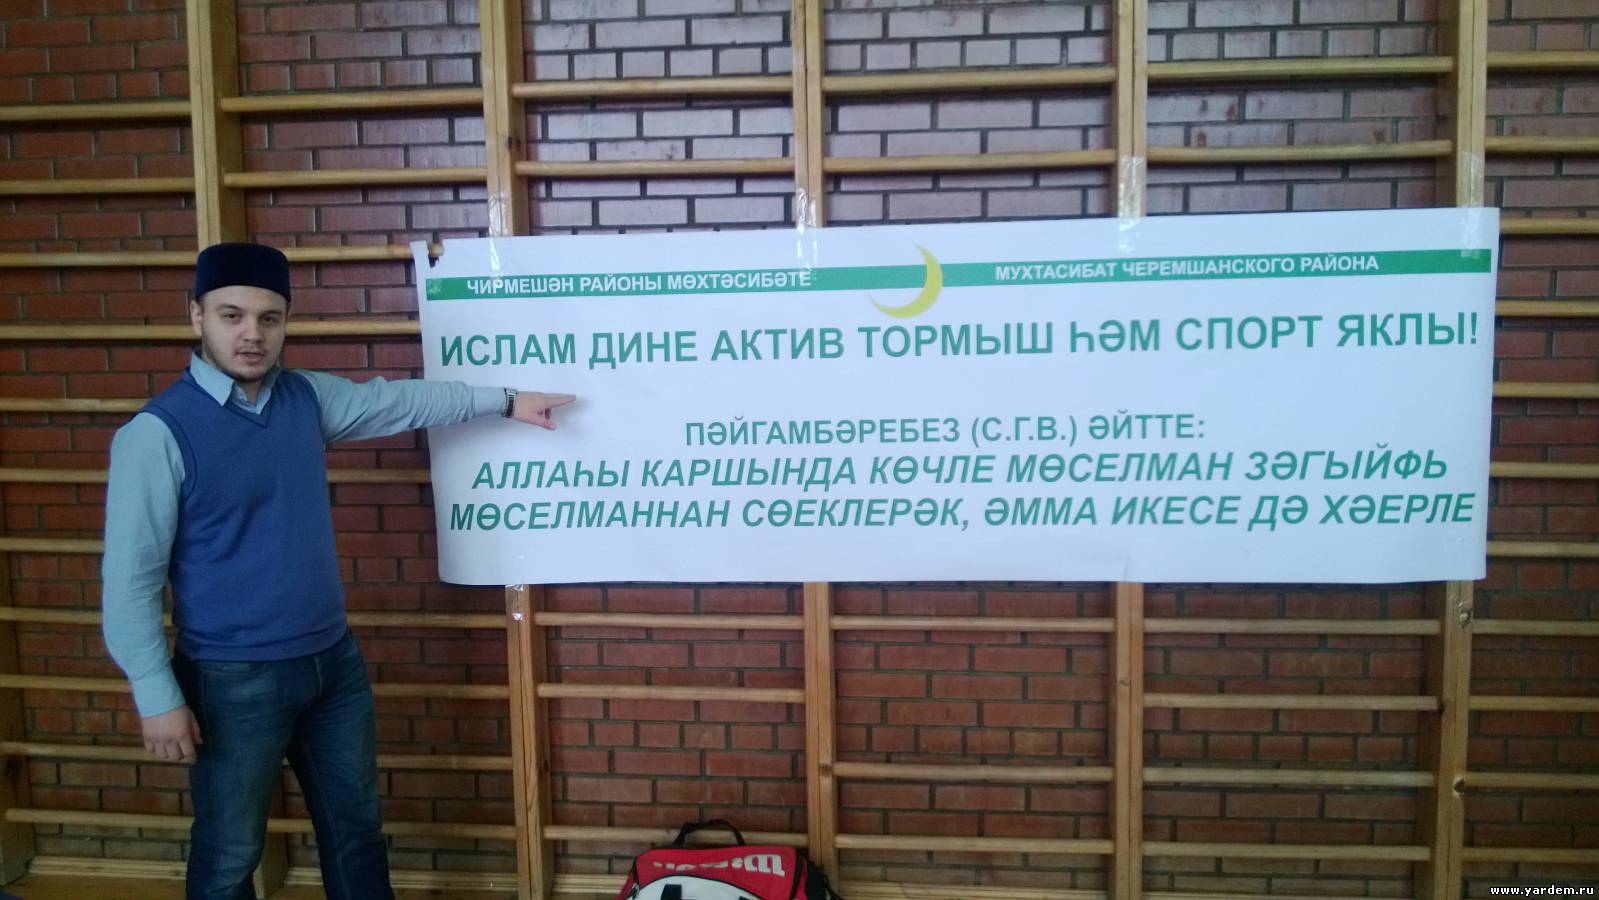 ЧИРМЕШӘН РАЙОНЫ МӨХТӘСИБӘТЕ
МУХТАСИБАТ ЧЕРЕМШАНСКОГО РАЙОНА
ИСЛАМ ДИНЕ АКТИВ ТОРМЫШ ҺӘМ СПОРТ ЯКЛЫ!
ПӘЙГАМБӘРЕБЕЗ (С.Г.В.) ӘЙТТЕ:
АЛЛАҺЫ КАРШЫНДА КӨЧЛЕ МӨСЕЛМАН ЗӘГЫЙФЬ
МӨСЕЛМАННАН СӨЕКЛЕРӘК, ӘММА ИКЕСЕ ДӘ ХӘЕРЛЕ
Wilson
www.yardem.ru